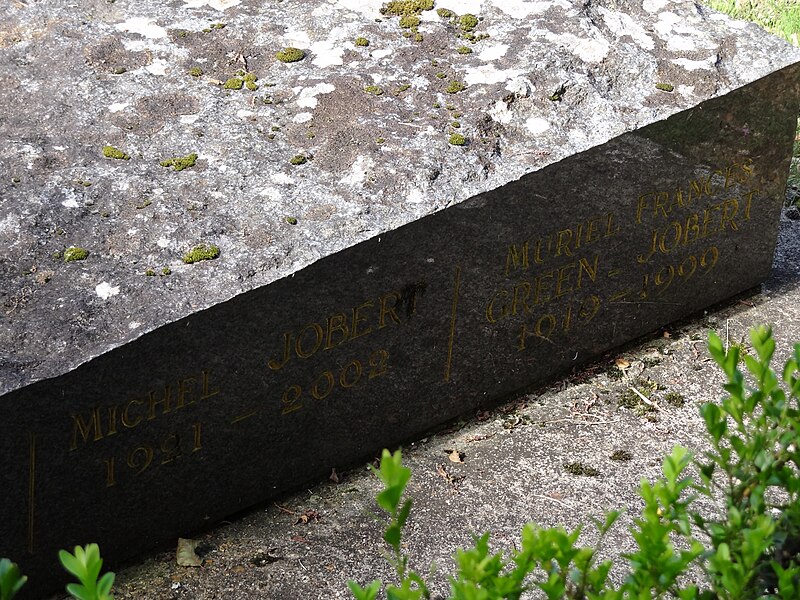 MICHEL JOBERT
1921 - 2002
MURIEL FRANCES
GREEN - JOBERT
1919 - 1999